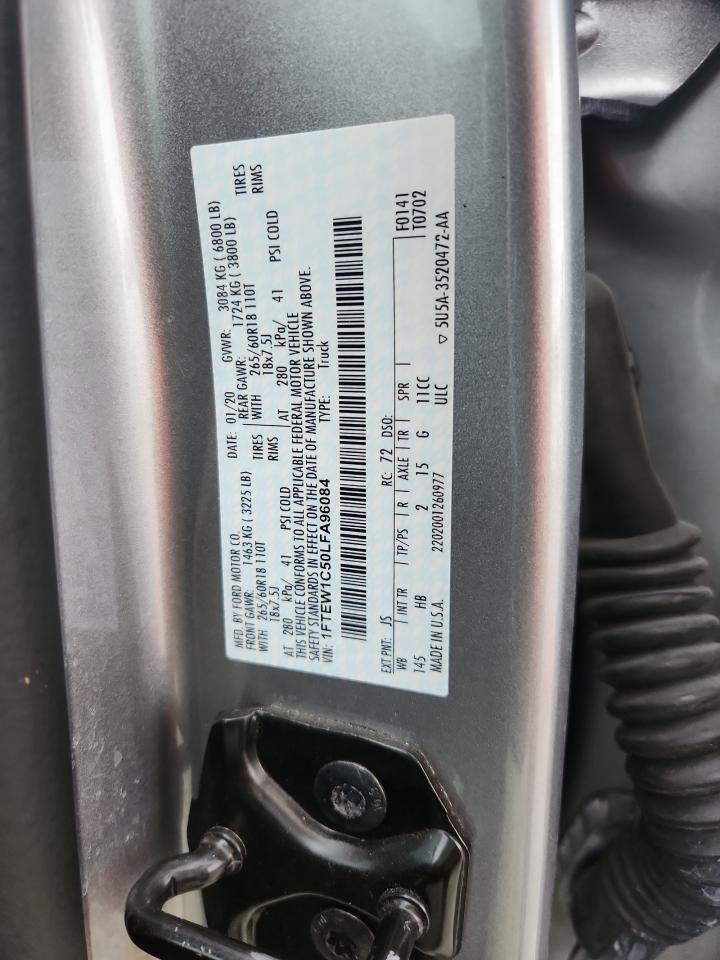 MFD. BY FORD MOTOR CO.
DATE: 01/20 GVWR: 3084 KG ( 6800 LB)
FRONT GAWR: 1463 KG ( 3225 LB) REAR GAWR: 1724 KG ( 3800 LB)
WITH 265/60R18 110T TIRES WITH 265/60R18 110T TIRES
18x7.5J RIMS 18x7.5J RIMS
AT 280 kPa/ 41 PSI COLD AT 280 kPa/ 41 PSI COLD
THIS VEHICLE CONFORMS TO ALL APPLICABLE FEDERAL MOTOR VEHICLE
SAFETY STANDARDS IN EFFECT ON THE DATE OF MANUFACTURE SHOWN ABOVE.
VIN: 1FTEW1C50LFA96084 TYPE: Truck
EXT PNT: JS RC: 72 DSO: F0141
WB INT TR TP/PS R AXLE TR SPR T0702
145 HB 2 15 G 11CC
MADE IN U.S.A. 2202001260977 ULC ▽ 5U5A-3520472-AA